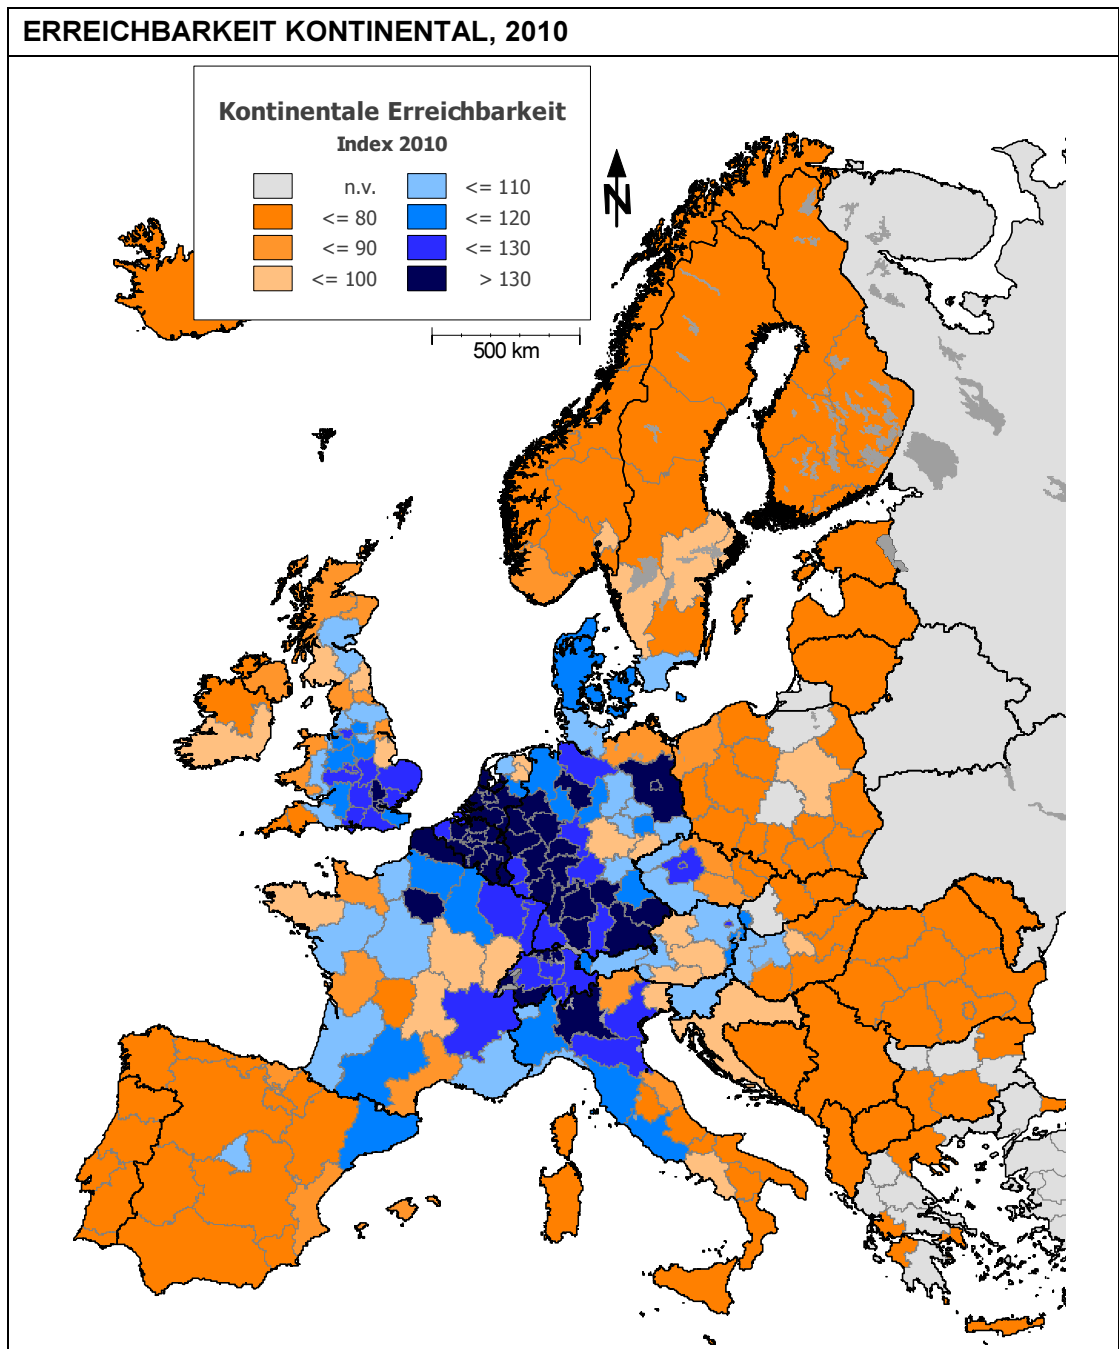 ERREICHBARKEIT KONTINENTAL, 2010
Kontinentale Erreichbarkeit
Index 2010
n.v. <= 110
<= 80 <= 120
<= 90 <= 130
<= 100 > 130
N
500 km